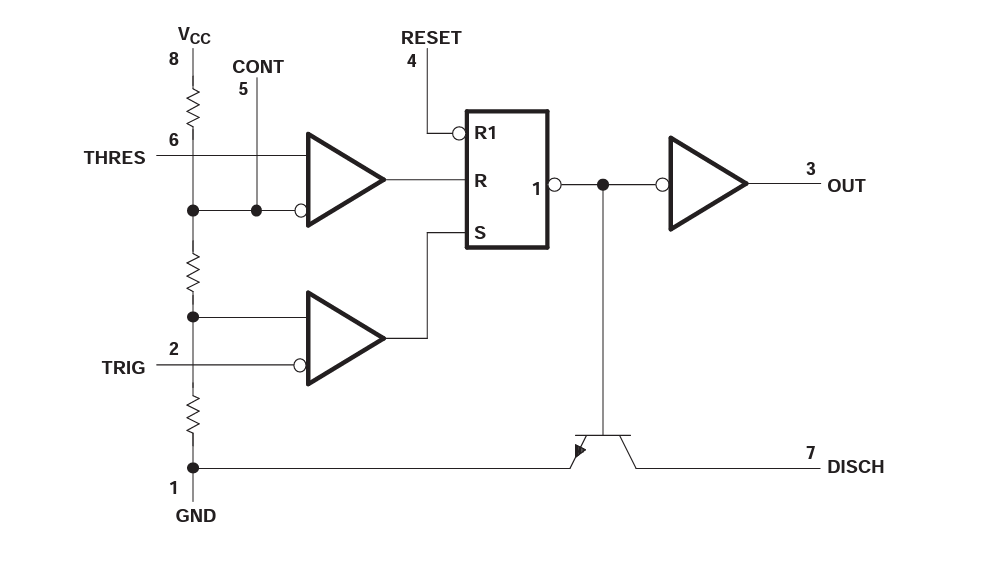 VCC
8
CONT
5
RESET
4
THRES
6
R1
R
S
1
3
OUT
TRIG
2
7
DISCH
1
GND